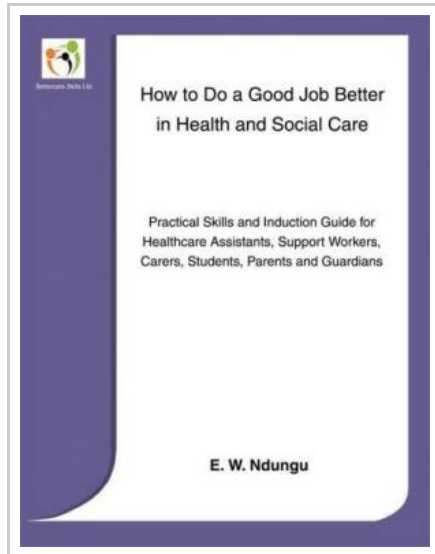 Bettercare Skills Ltd
How to Do a Good Job Better
in Health and Social Care
Practical Skills and Induction Guide for
Healthcare Assistants, Support Workers,
Carers, Students, Parents and Guardians
E. W. Ndungu